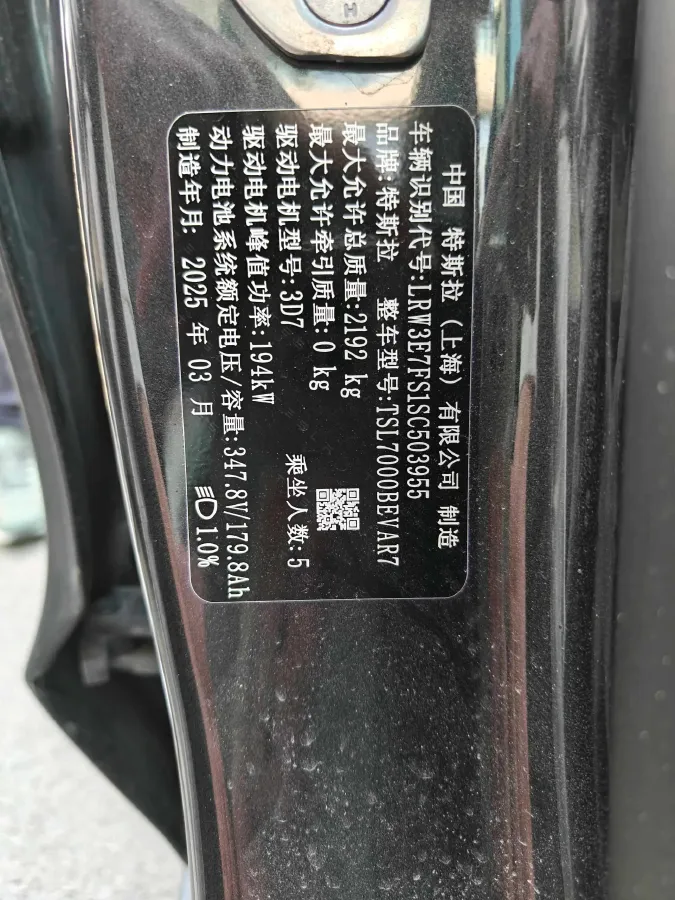 中国 特斯拉（上海）有限公司 制造
车辆识别代号:LRW3E7FS1SC503955
品牌:特斯拉 整车型号:TSL7000BEVAR7
最大允许总质量:2192 kg
最大允许牵引质量:0 kg
驱动电机型号:3D7 乘坐人数:5
驱动电机峰值功率:194kW
动力电池系统额定电压/容量:347.8V/179.8Ah
制造年月: 2025 年 03 月 1.0%